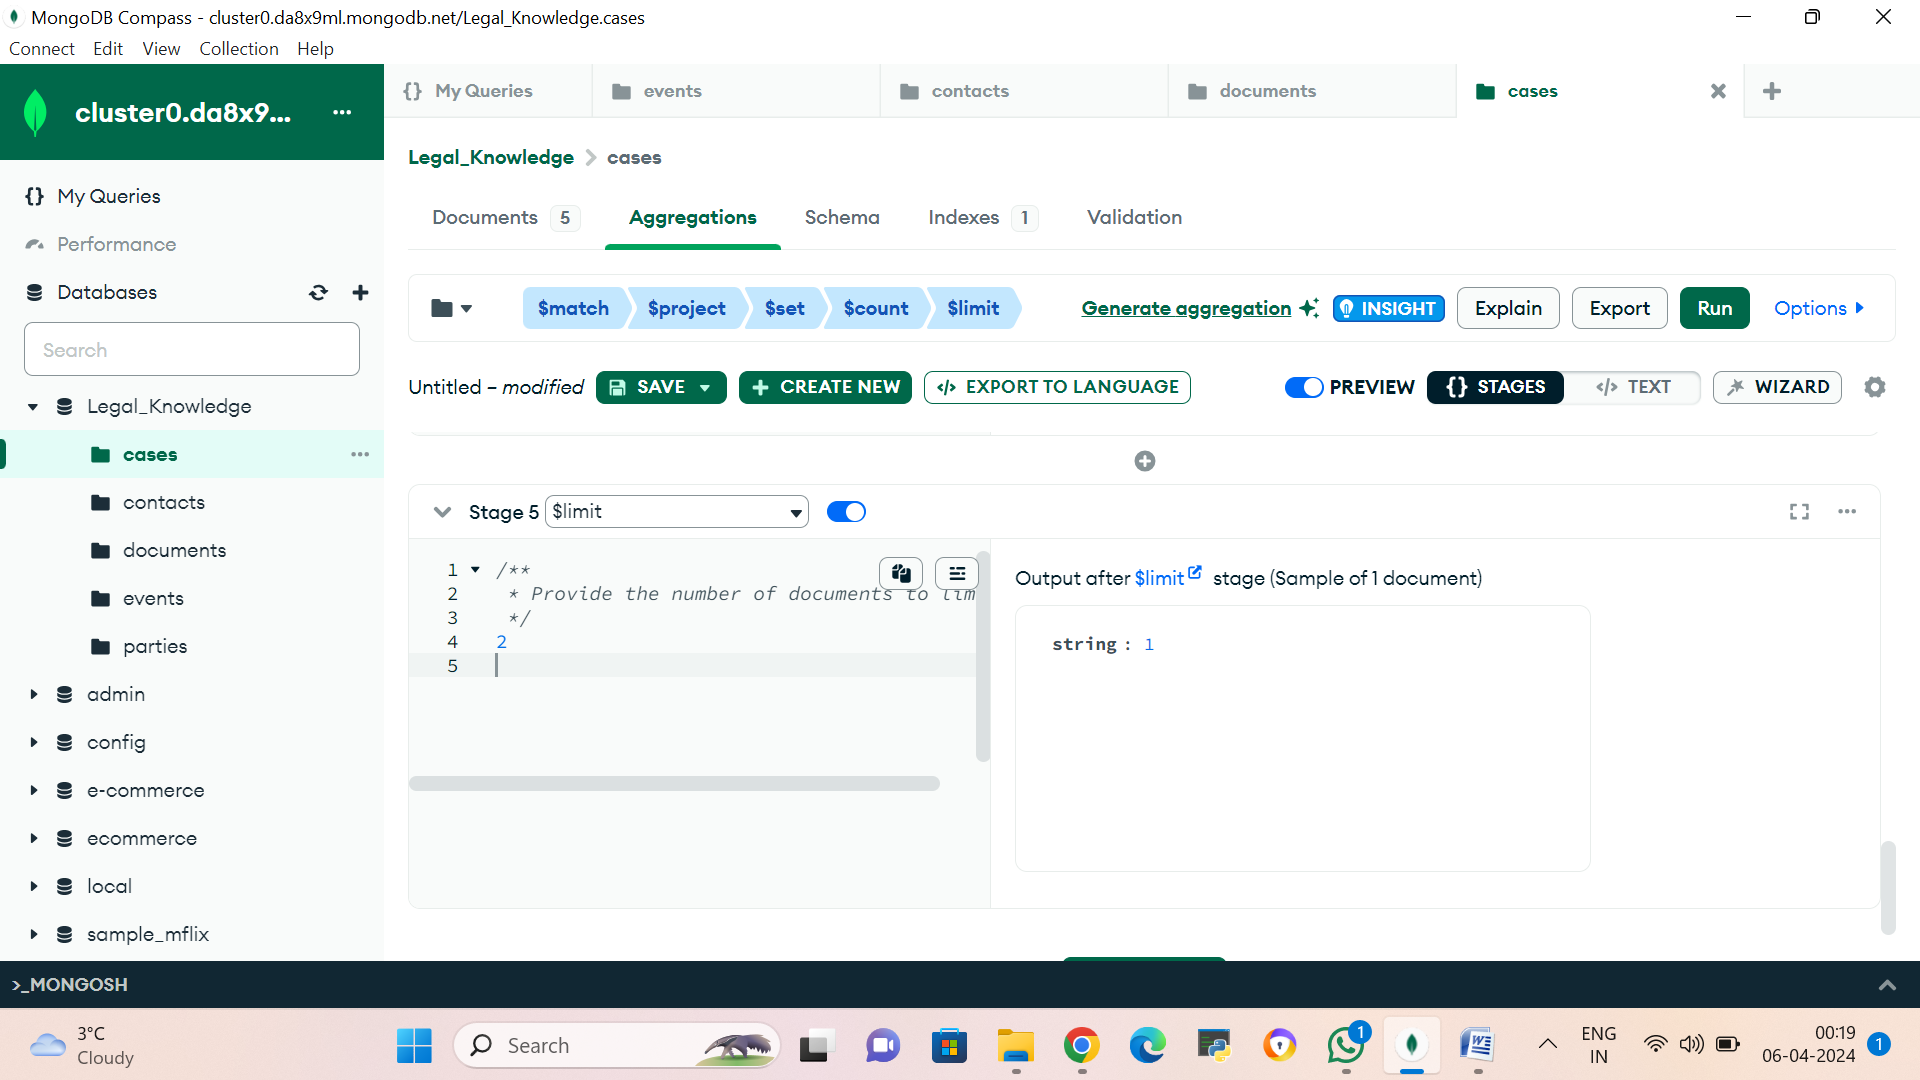 MongoDB Compass - cluster0.da8x9ml.mongodb.net/Legal_Knowledge.cases
Connect Edit View Collection Help
cluster0.da8x9...
{} My Queries
events
contacts
documents
cases
Legal_Knowledge > cases
{} My Queries
Performance
Databases
Search
Legal_Knowledge
cases
contacts
documents
events
parties
admin
config
e-commerce
ecommerce
local
sample_mflix
Documents 5
Aggregations
Schema
Indexes 1
Validation
$match $project $set $count $limit
Generate aggregation
INSIGHT
Explain
Export
Run
Options
Untitled – modified
SAVE
CREATE NEW
</> EXPORT TO LANGUAGE
PREVIEW
{} STAGES
</> TEXT
WIZARD
Stage 5 $limit
1 /**
2 * Provide the number of documents to lim
3 */
4 2
5
Output after $limit stage (Sample of 1 document)
string : 1
>_MONGOSH
3°C
Cloudy
Search
1
ENG
IN
00:19
06-04-2024
1